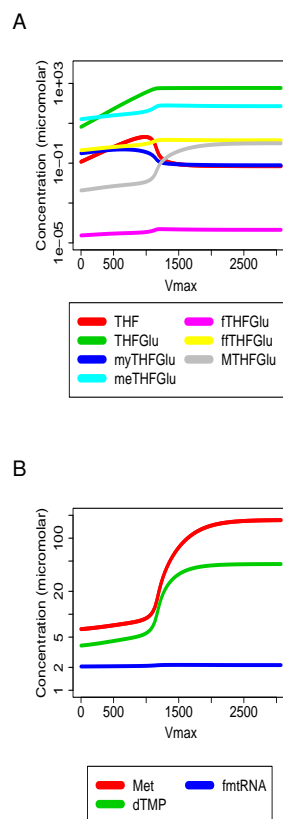 A
Concentration (micromolar)
1e+03
1e-01
1e-05
0 500 1500 2500
Vmax
THF
THFGlu
myTHFGlu
meTHFGlu
fTHFGlu
ffTHFGlu
MTHFGlu
B
Concentration (micromolar)
100
20
5
2
1
0 500 1500 2500
Vmax
Met
dTMP
fmtRNA